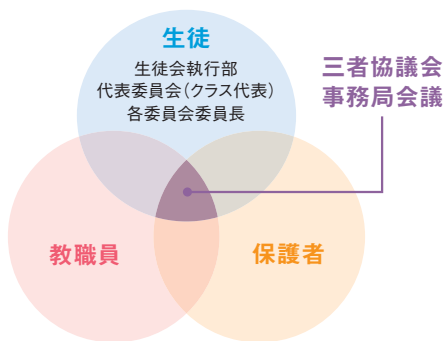 生徒
生徒会執行部
代表委員会（クラス代表）
各委員会委員長
三者協議会
事務局会議
教職員
保護者